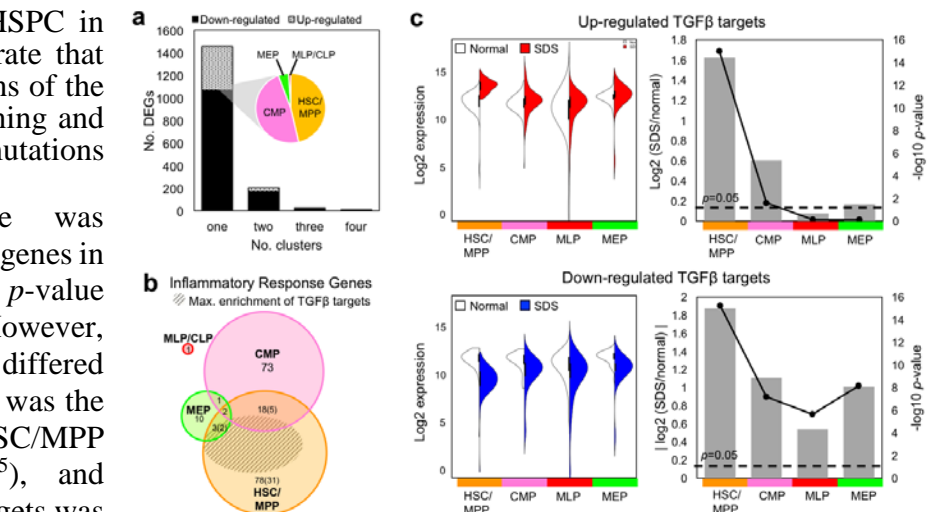 HSPC in
rate that
ns of the
ning and
nutations
e was
genes in
p-value
However,
differed
was the
HSC/MPP
5), and
gets was
a
Down-regulated Up-regulated
No. DEGs
1600
1400
1200
1000
800
600
400
200
0
MEP MLP/CLP
CMP HSC/
MPP
one two three four
No. clusters
b Inflammatory Response Genes
Max. enrichment of TGFβ targets
MLP/CLP
1
CMP
73
MEP
10
1
2
18(5)
3(2)
78(31)
HSC/
MPP
c
Up-regulated TGFβ targets
Normal SDS
Log2 expression
15
10
5
0
HSC/
MPP
CMP MLP MEP
Log2 (SDS/normal)
1.8
1.6
1.4
1.2
1
0.8
0.6
0.4
0.2
0
p=0.05
16
14
12
10
8
6
4
2
0
-log10 p-value
HSC/
MPP
CMP MLP MEP
Down-regulated TGFβ targets
Normal SDS
Log2 expression
15
10
5
0
HSC/
MPP
CMP MLP MEP
| log2 (SDS/normal) |
2
1.8
1.6
1.4
1.2
1
0.8
0.6
0.4
0.2
0
p=0.05
16
14
12
10
8
6
4
2
0
-log10 p-value
HSC/
MPP
CMP MLP MEP